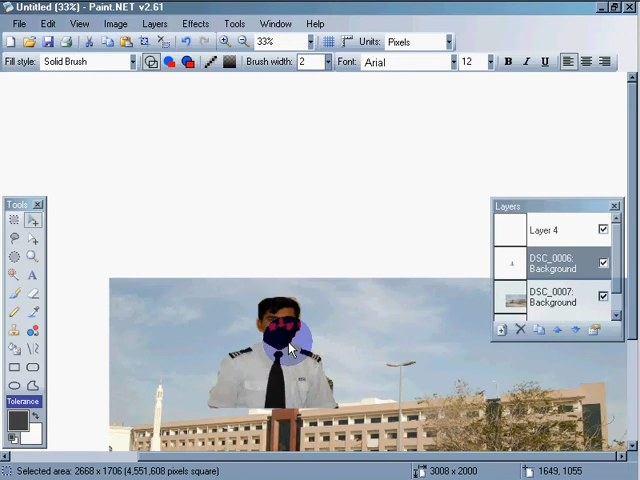 Untitled (33%) - Paint.NET v2.61
File Edit View Image Layers Effects Tools Window Help
33% Units: Pixels
Fill style: Solid Brush Brush width: 2 Font: Arial 12 B I U
Tools
Layers
Layer 4
DSC_0006:
Background
DSC_0007:
Background
A
Tolerance
Selected area: 2668 x 1706 (4,551,608 pixels square) 3008 x 2000 1649, 1055